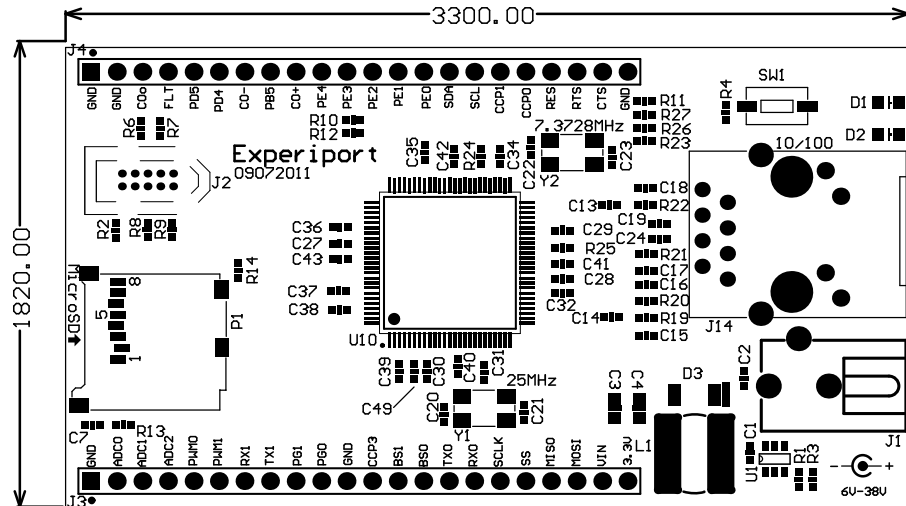 3300.00
1820.00
J4
GND GND COo FLT PD5 PD4 CO- PB5 CO+ PE4 PE3 PE2 PE1 PE0 SDA SCL CCP1 CCP0 RES RTS CTS GND
SW1
R4
D1
D2
R11
R27
R26
R23
R6
R7
R10
R12
Experiport
09072011
C35
C42
R24
C34
C22
7.3728MHz
Y2
C23
10/100
J2
R2
R8
R9
C18
C13
R22
C19
C24
C36
C27
C43
C29
R25
C41
C28
C32
R21
C17
C16
R20
R19
C15
C14
J14
R14
C37
C38
MicroSD1
8
5
1
P1
U10
C39
C49
C30
C40
C31
25MHz
C20
Y1
C21
C3
C4
D3
C2
J1
L1
C1
U1
R1
R3
- +
6V-38V
C7
R13
GND ADC0 ADC1 ADC2 PWM0 PWM1 RX1 TX1 PG1 PG0 GND CCP3 BS1 BS0 TX0 RX0 SCLK SS MISO MOSI VIN 3.3V
J3